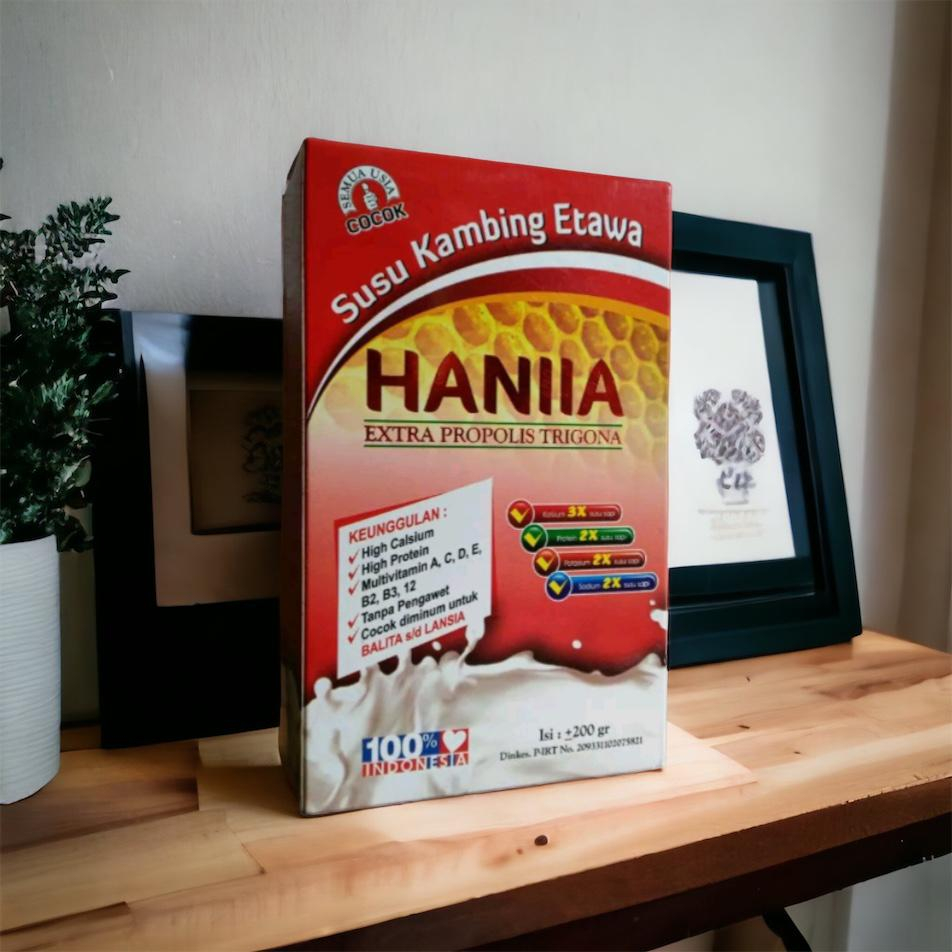 SEMUA USIA
COCOK
Susu Kambing Etawa
HANIIA
EXTRA PROPOLIS TRIGONA
KEUNGGULAN :
High Calsium
High Protein
Multivitamin A, C, D, E,
B2, B3, 12
Tanpa Pengawet
Cocok diminum untuk
BALITA s/d LANSIA
Kalsium 3X susu sapi
Protein 2X susu sapi
Potassium 2X susu sapi
Sodium 2X susu sapi
100%
INDONESIA
Isi : ±200 gr
Dinkes. P-IRT No. 209331102075821